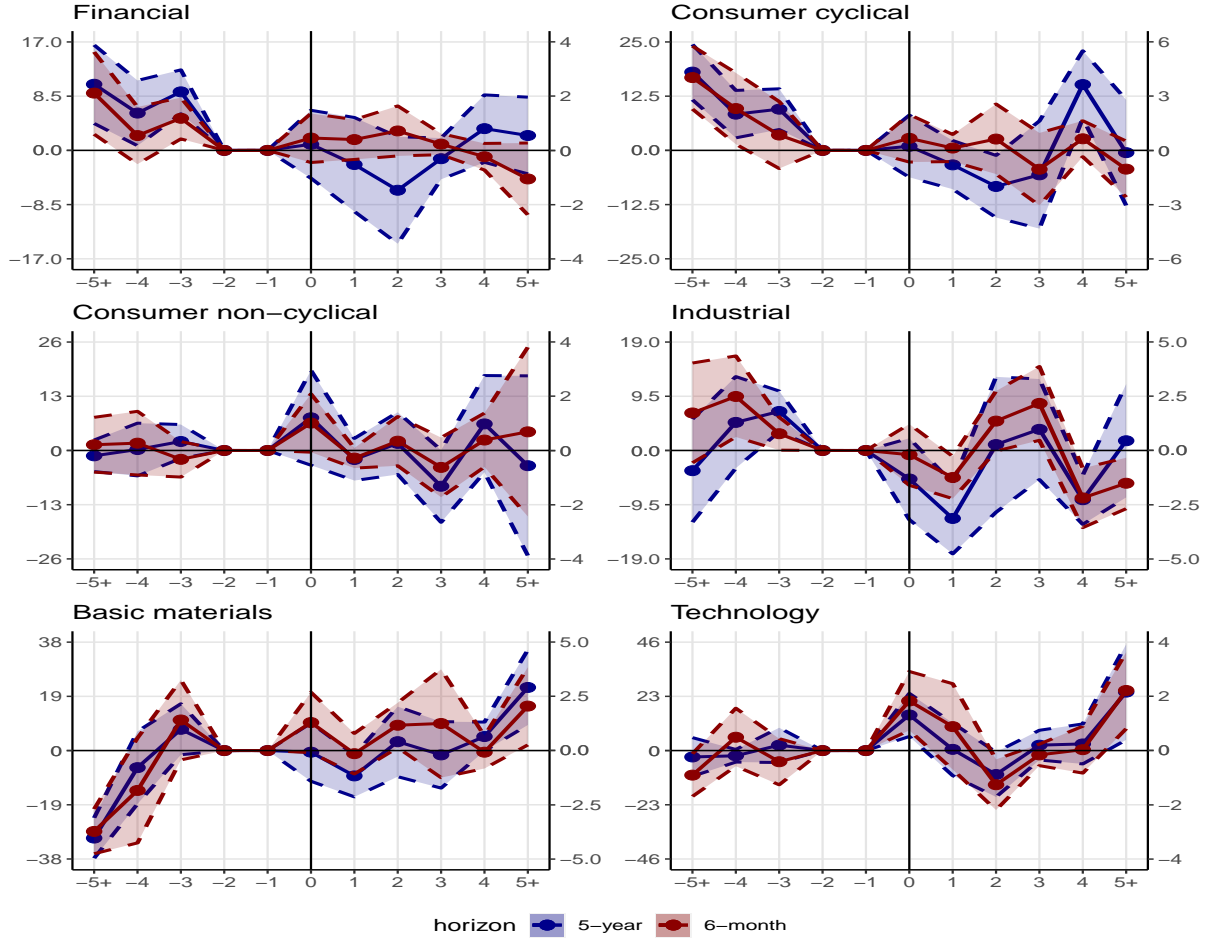 Financial Consumer cyclical
17.0 4 25.0 6
8.5 2 12.5 3
0.0 0 0.0 0
−8.5 −2 −12.5 −3
−17.0 −4 −25.0 −6
−5+ −4 −3 −2 −1 0 1 2 3 4 5+ −5+ −4 −3 −2 −1 0 1 2 3 4 5+
Consumer non−cyclical Industrial
26 4 19.0 5.0
13 2 9.5 2.5
0 0 0.0 0.0
−13 −2 −9.5 −2.5
−26 −4 −19.0 −5.0
−5+ −4 −3 −2 −1 0 1 2 3 4 5+ −5+ −4 −3 −2 −1 0 1 2 3 4 5+
Basic materials Technology
38 5.0 46 4
19 2.5 23 2
0 0.0 0 0
−19 −2.5 −23 −2
−38 −5.0 −46 −4
−5+ −4 −3 −2 −1 0 1 2 3 4 5+ −5+ −4 −3 −2 −1 0 1 2 3 4 5+
horizon 5−year 6−month